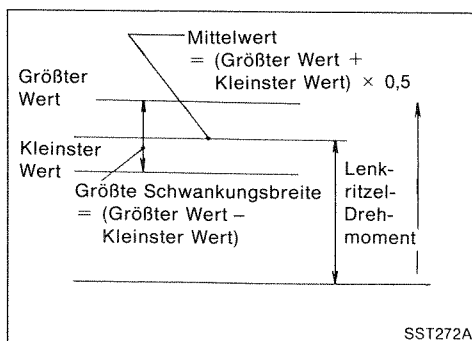 Mittelwert
= (Größter Wert +
Kleinster Wert) × 0,5
Größter
Wert
Kleinster
Wert
Größte Schwankungsbreite
= (Größter Wert –
Kleinster Wert)
Lenk-
ritzel-
Dreh-
moment
SST272A